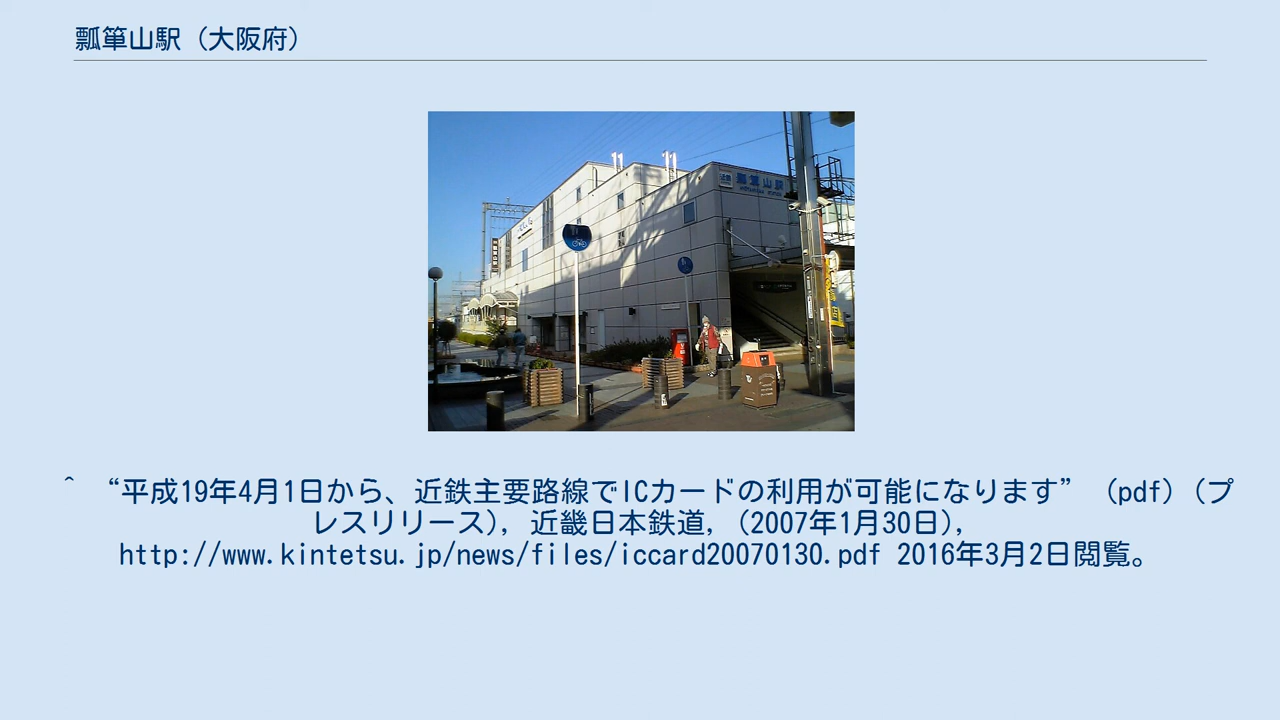 瓢箪山駅（大阪府）
瓢箪山駅
^ “平成19年4月1日から、近鉄主要路線でICカードの利用が可能になります” (pdf) (プ
レスリリース), 近畿日本鉄道, (2007年1月30日),
http://www.kintetsu.jp/news/files/iccard20070130.pdf 2016年3月2日閲覧。